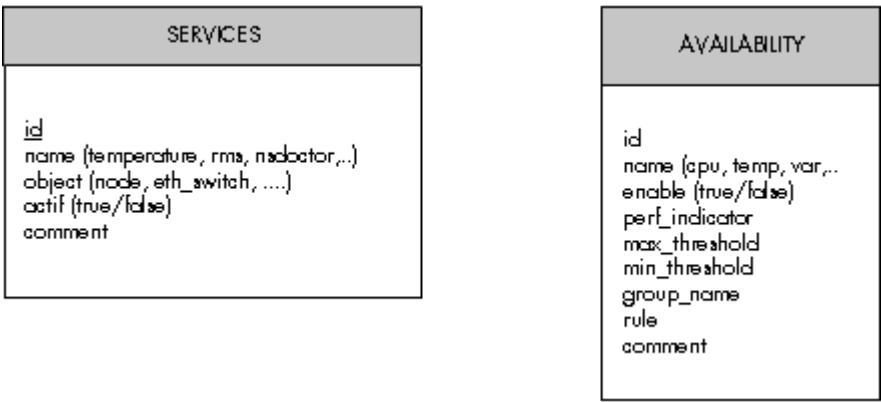 SERVICES
id
name (temperature, rms, nsdoctor,..)
object (node, eth_switch, ....)
actif (true/false)
comment
AVAILABILITY
id
name (cpu, temp, var,..
enable (true/false)
perf_indicator
max_threshold
min_threshold
group_name
rule
comment